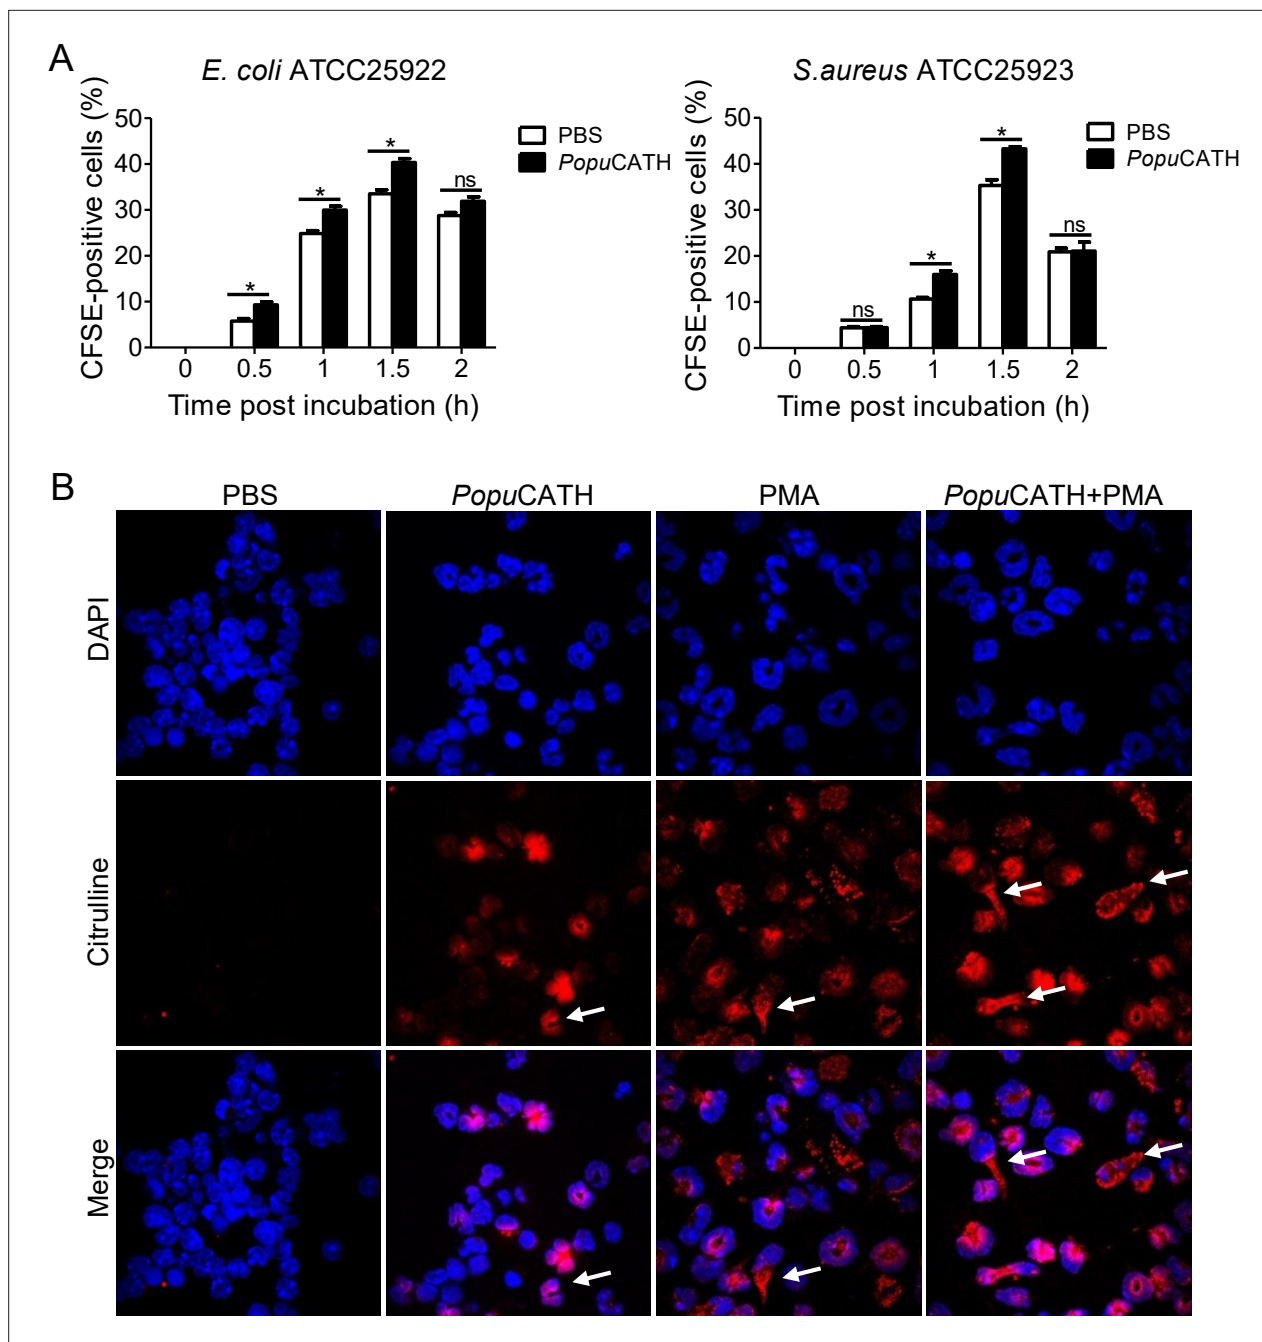 A
E. coli ATCC25922
CFSE-positive cells (%)
50
40
30
20
10
0
* * * ns
0 0.5 1 1.5 2
Time post incubation (h)
PBS
PopuCATH
S.aureus ATCC25923
CFSE-positive cells (%)
50
40
30
20
10
0
ns * * ns
0 0.5 1 1.5 2
Time post incubation (h)
PBS
PopuCATH
B
PBS PopuCATH PMA PopuCATH+PMA
DAPI
Citrulline
Merge